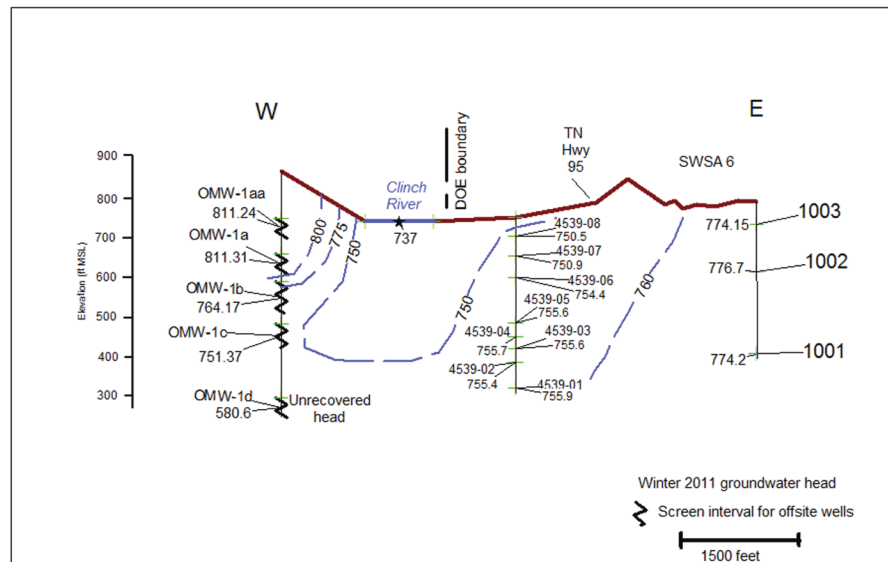 W
E
DOE boundary
TN
Hwy
95
SWSA 6
Clinch
River
737
Elevation (ft MSL)
900
800
700
600
500
400
300
OMW-1aa
811.24
OMW-1a
811.31
OMW-1b
764.17
OMW-1c
751.37
OMW-1d
580.6
Unrecovered
head
800
775
750
750
760
4539-08
750.5
4539-07
750.9
4539-06
754.4
4539-05
755.6
4539-04
755.7
4539-03
755.6
4539-02
755.4
4539-01
755.9
774.15
1003
776.7
1002
774.2
1001
Winter 2011 groundwater head
Screen interval for offsite wells
1500 feet